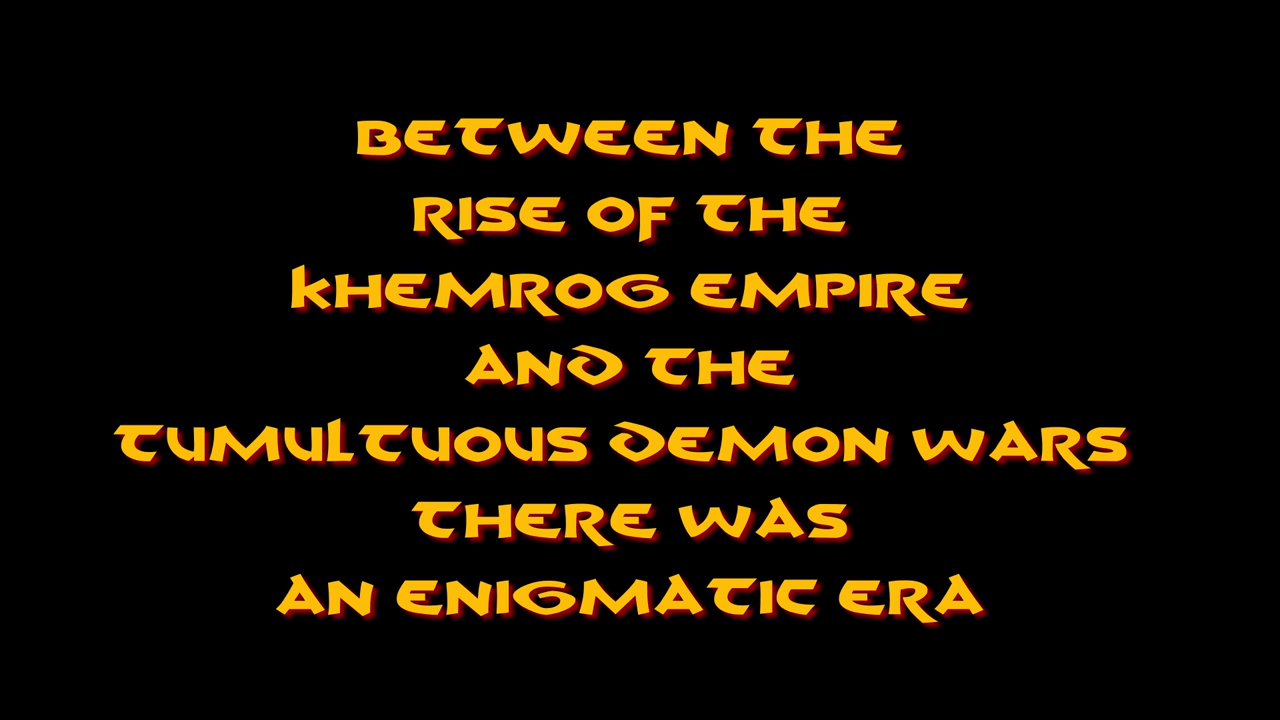 BETWEEN THE
RISE OF THE
KHEMROG EMPIRE
AND THE
TUMULTUOUS DEMON WARS
THERE WAS
AN ENIGMATIC ERA